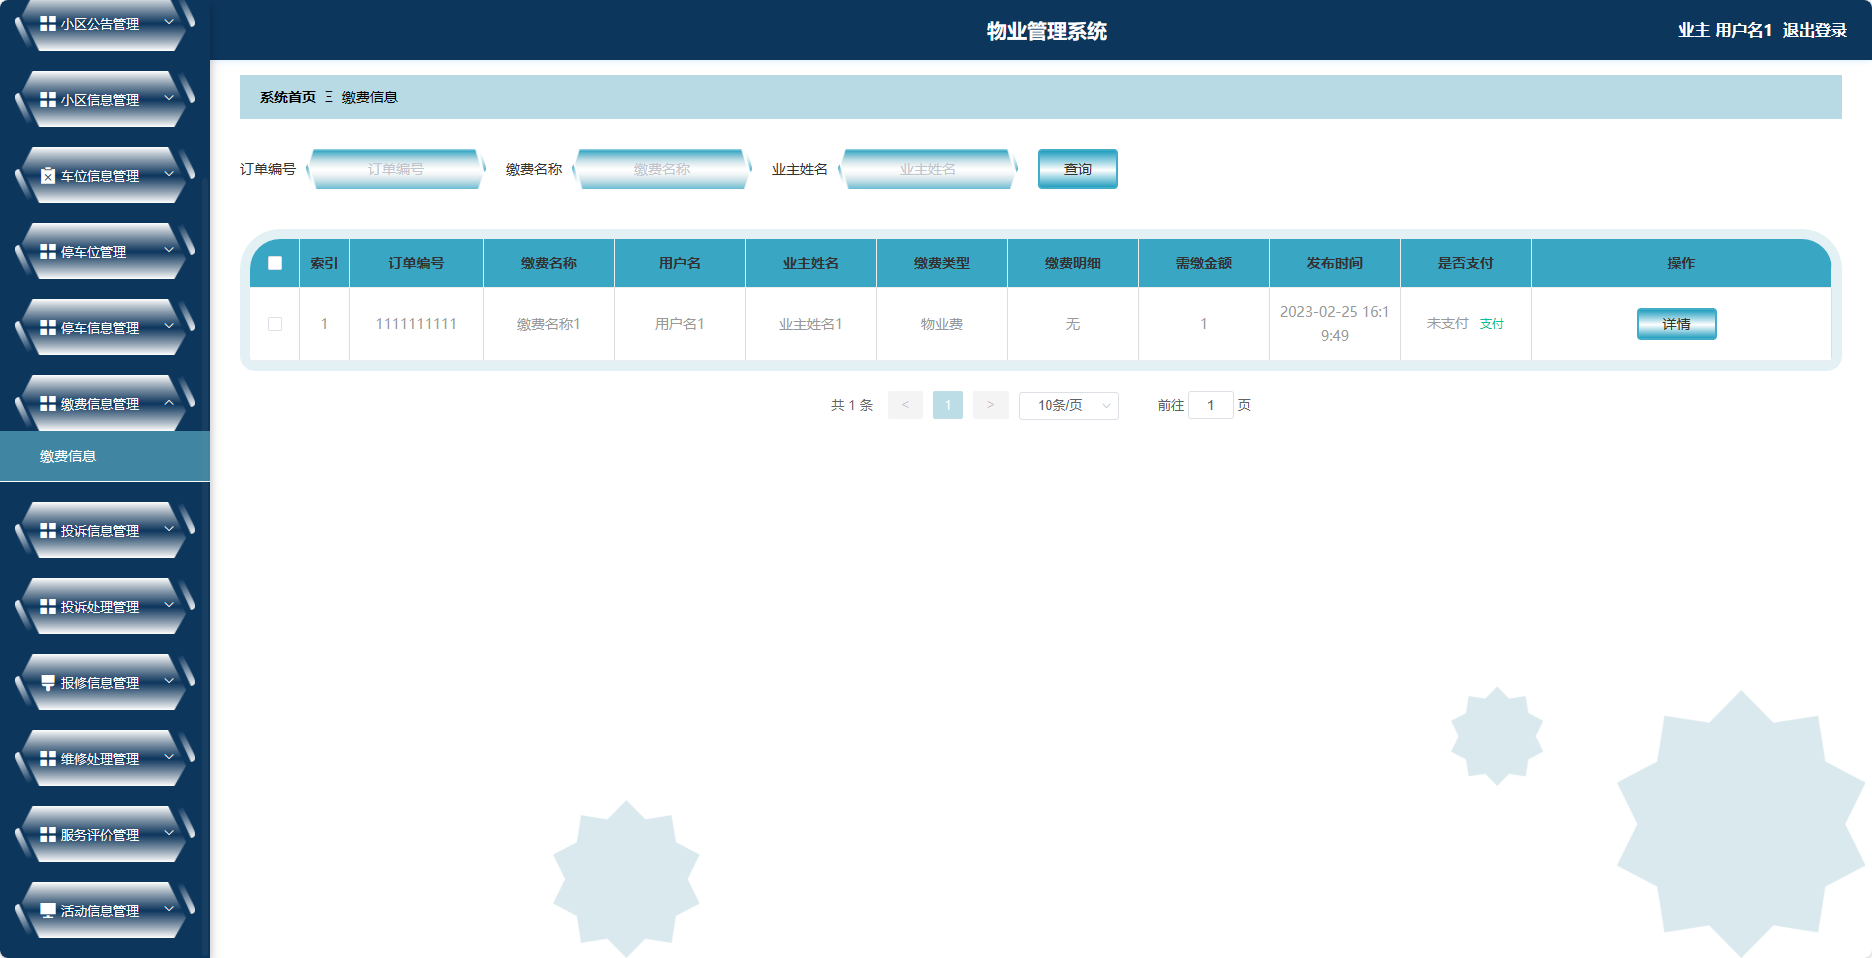 物业管理系统
业主 用户名1 退出登录
小区公告管理
小区信息管理
车位信息管理
停车位管理
停车信息管理
缴费信息管理
缴费信息
投诉信息管理
投诉处理管理
报修信息管理
维修处理管理
服务评价管理
活动信息管理
系统首页 Ξ 缴费信息
订单编号 订单编号 缴费名称 缴费名称 业主姓名 业主姓名 查询
索引 订单编号 缴费名称 用户名 业主姓名 缴费类型 缴费明细 需缴金额 发布时间 是否支付 操作
1 1111111111 缴费名称1 用户名1 业主姓名1 物业费 无 1 2023-02-25 16:1 未支付 支付 详情
9:49
共 1 条 < 1 > 10条/页 前往 1 页